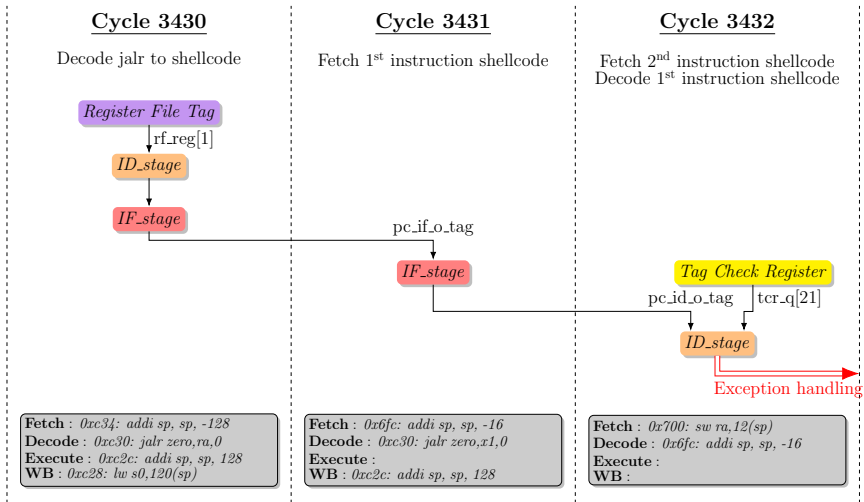 Cycle 3430
Decode jalr to shellcode
Register File Tag
rf_reg[1]
ID_stage
IF_stage
Fetch : 0xc34: addi sp, sp, -128
Decode : 0xc30: jalr zero,ra,0
Execute : 0xc2c: addi sp, sp, 128
WB : 0xc28: lw s0,120(sp)
Cycle 3431
Fetch 1st instruction shellcode
pc_if_o_tag
IF_stage
Fetch : 0x6fc: addi sp, sp, -16
Decode : 0xc30: jalr zero,x1,0
Execute :
WB : 0xc2c: addi sp, sp, 128
Cycle 3432
Fetch 2nd instruction shellcode
Decode 1st instruction shellcode
Tag Check Register
pc_id_o_tag
tcr_q[21]
ID_stage
Exception handling
Fetch : 0x700: sw ra,12(sp)
Decode : 0x6fc: addi sp, sp, -16
Execute :
WB :